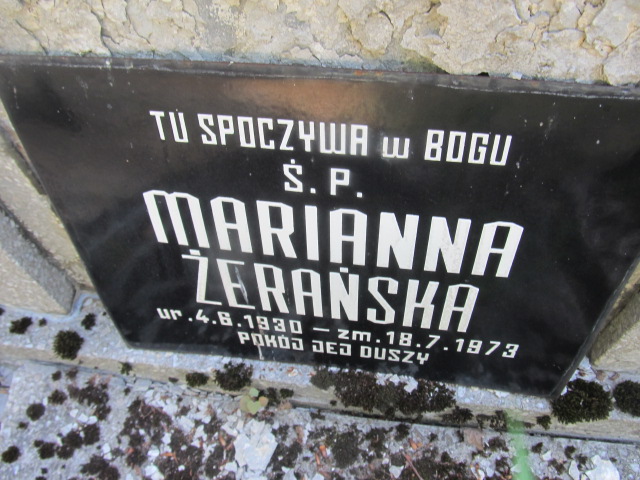 TU SPOCZYWA w BOGU
Ś. P.
MARIANNA
ŻERAŃSKA
ur. 4.6.1930 — zm. 18.7.1973
POKÓJ JEJ DUSZY